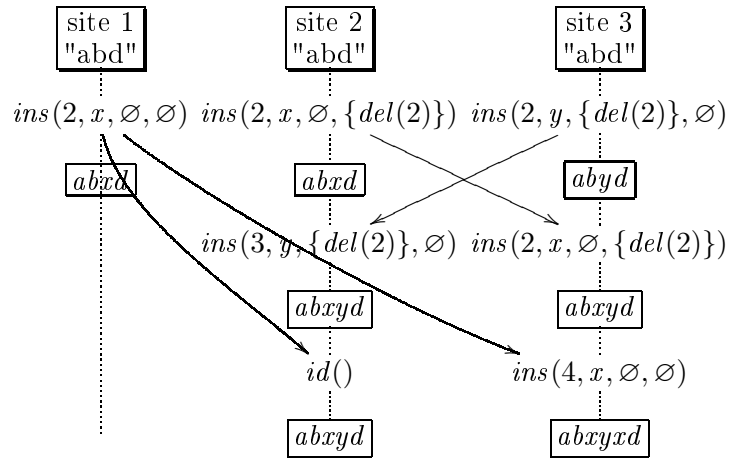 site 1 site 2 site 3
"abd" "abd" "abd"
ins(2, x, ∅, ∅) ins(2, x, ∅, {del(2)}) ins(2, y, {del(2)}, ∅)
abxd abxd abyd
ins(3, y, {del(2)}, ∅) ins(2, x, ∅, {del(2)})
abxyd abxyd
id() ins(4, x, ∅, ∅)
abxyd abxyxd